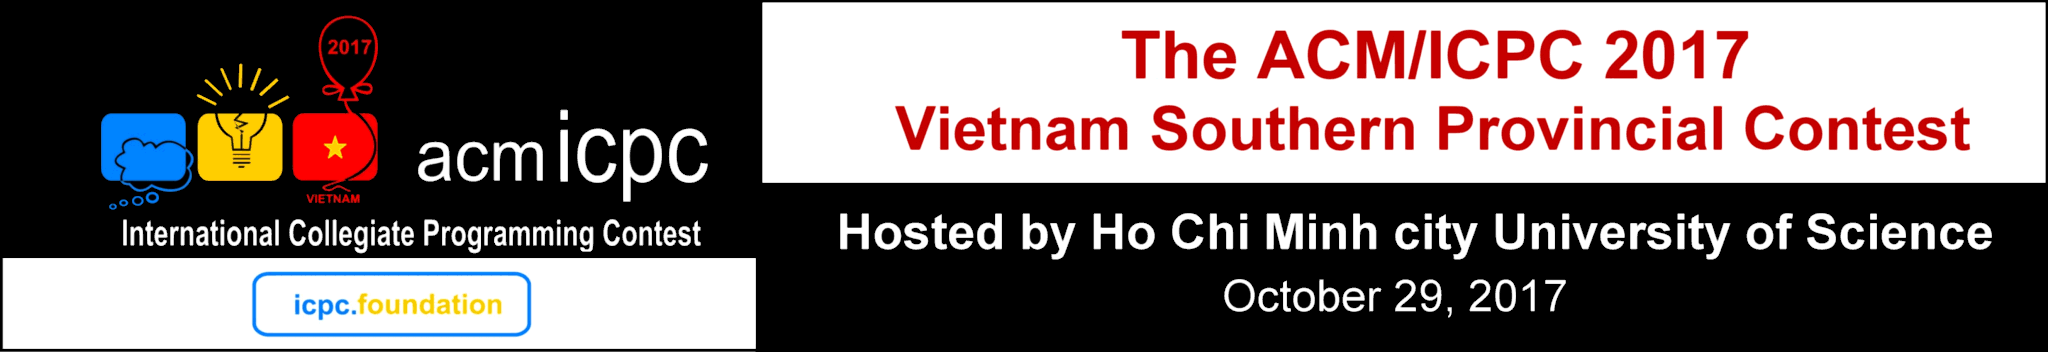 2017
VIETNAM
acm icpc
International Collegiate Programming Contest
icpc.foundation
The ACM/ICPC 2017
Vietnam Southern Provincial Contest
Hosted by Ho Chi Minh city University of Science
October 29, 2017